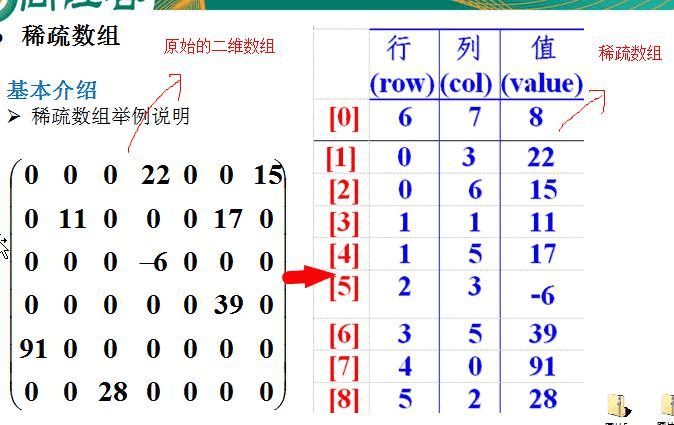 稀疏数组
原始的二维数组
基本介绍
稀疏数组举例说明
0 0 0 22 0 0 15
0 11 0 0 0 17 0
0 0 0 –6 0 0 0
0 0 0 0 0 39 0
91 0 0 0 0 0 0
0 0 28 0 0 0 0
稀疏数组
行 列 值
(row) (col) (value)
[0] 6 7 8
[1] 0 3 22
[2] 0 6 15
[3] 1 1 11
[4] 1 5 17
[5] 2 3 -6
[6] 3 5 39
[7] 4 0 91
[8] 5 2 28